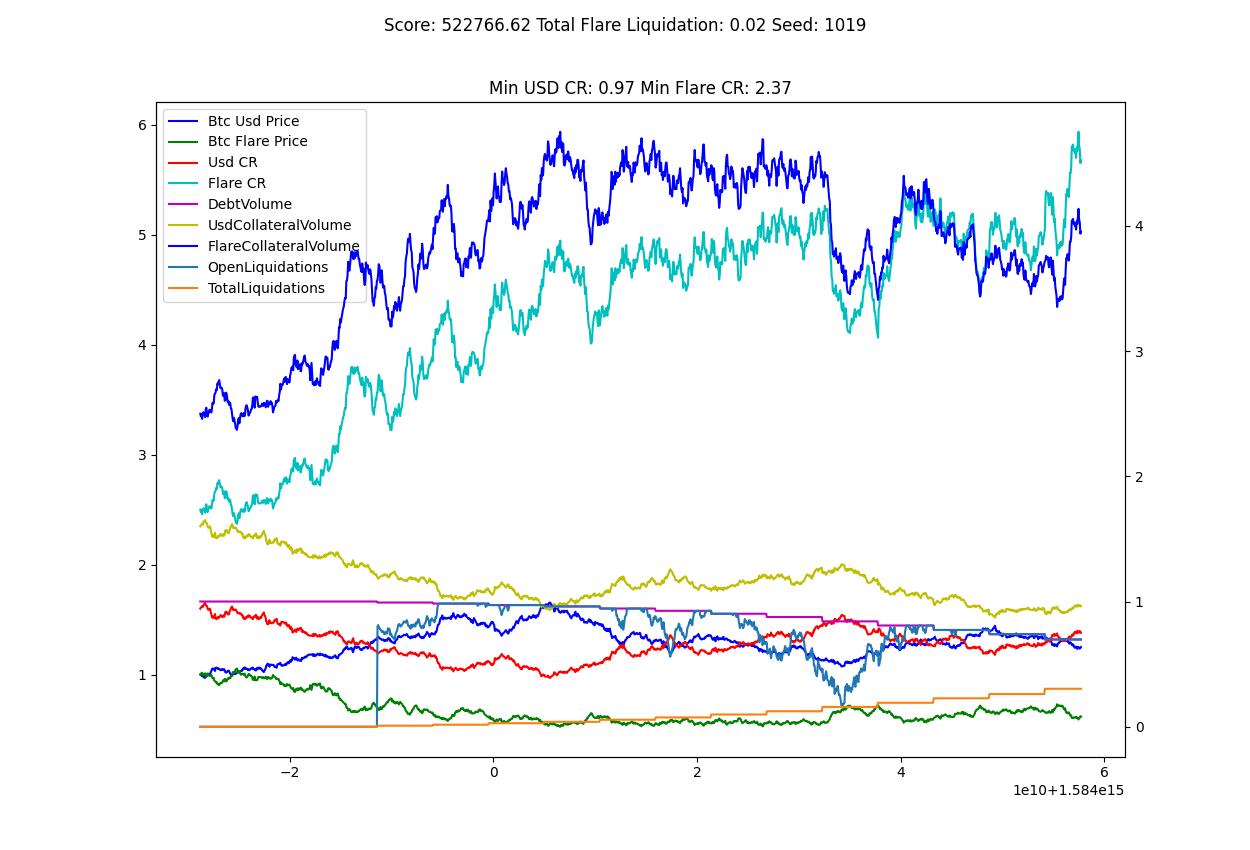 Score: 522766.62 Total Flare Liquidation: 0.02 Seed: 1019
Min USD CR: 0.97 Min Flare CR: 2.37
Btc Usd Price
Btc Flare Price
Usd CR
Flare CR
DebtVolume
UsdCollateralVolume
FlareCollateralVolume
OpenLiquidations
TotalLiquidations
6
5
4
3
2
1
4
3
2
1
0
−2
0
2
4
6
1e10+1.584e15